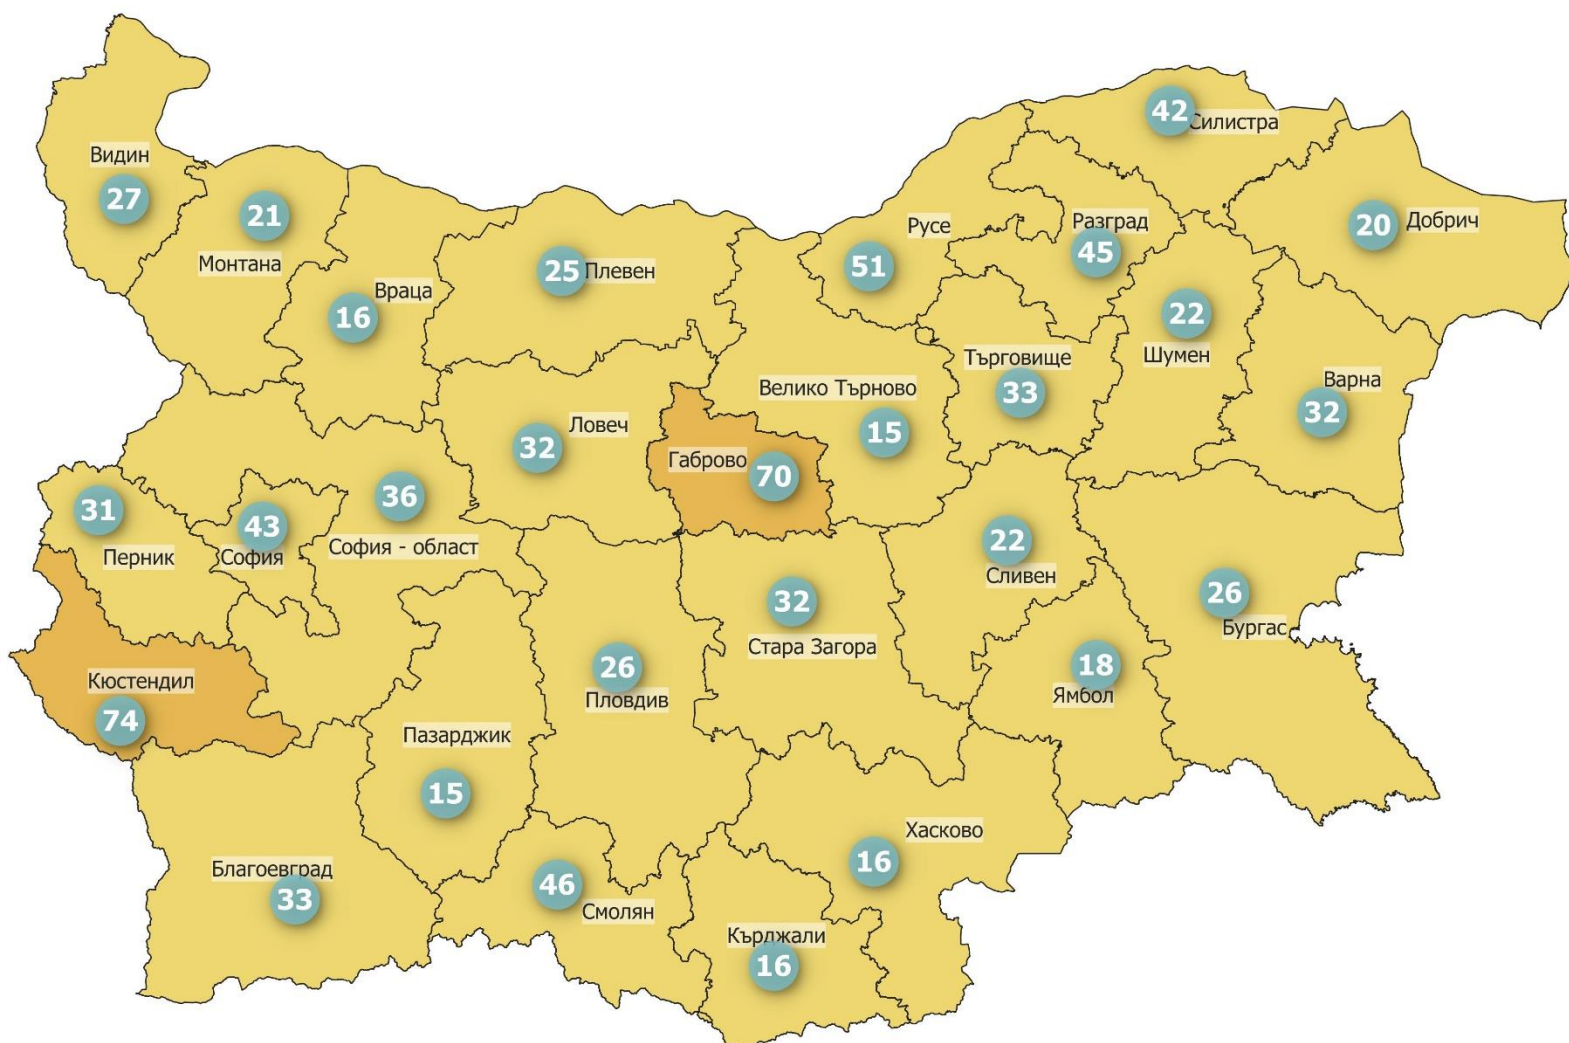 42
Силистра
Видин
27
21
Монтана
Русе
51
Разград
45
20
Добрич
25
Плевен
Враца
16
22
Шумен
Търговище
33
Варна
32
Велико Търново
15
Ловеч
32
Габрово
70
31
Перник
43
София
36
София - област
22
Сливен
32
Стара Загора
26
Бургас
18
Ямбол
26
Пловдив
Кюстендил
74
Пазарджик
15
Хасково
16
Благоевград
33
46
Смолян
Кърджали
16